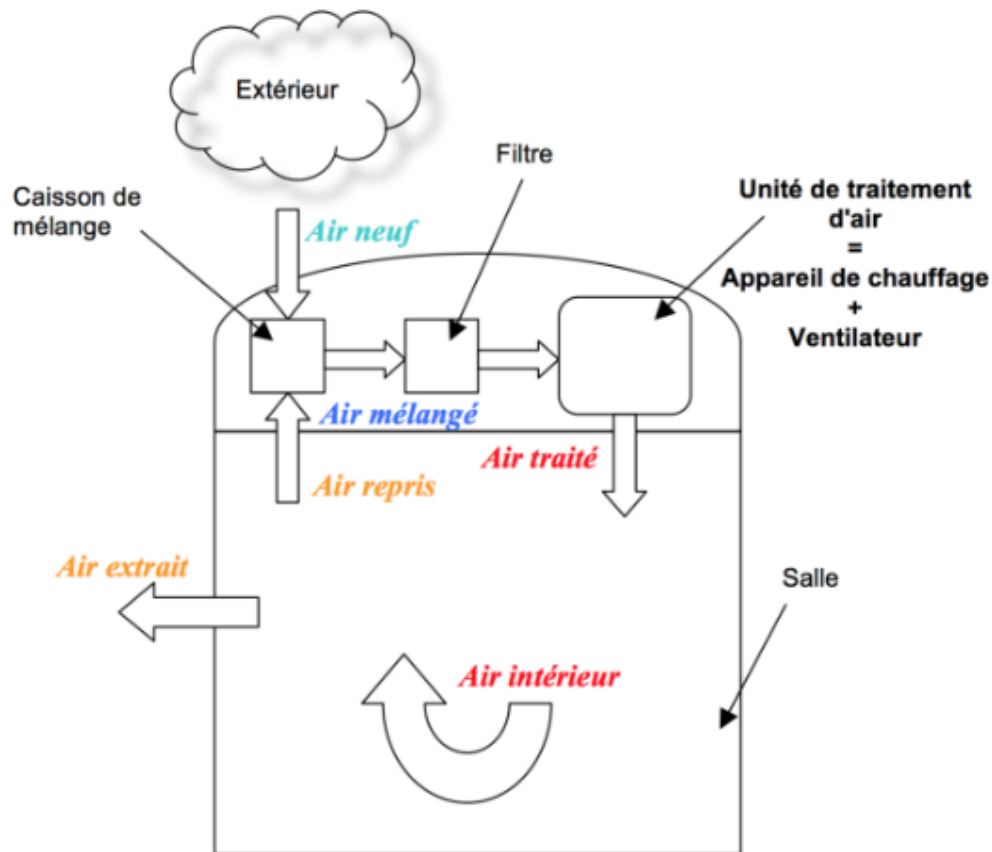 Extérieur
Filtre
Caisson de
mélange
Unité de traitement
d'air
=
Appareil de chauffage
+
Ventilateur
Air neuf
Air mélangé
Air traité
Air repris
Air extrait
Salle
Air intérieur